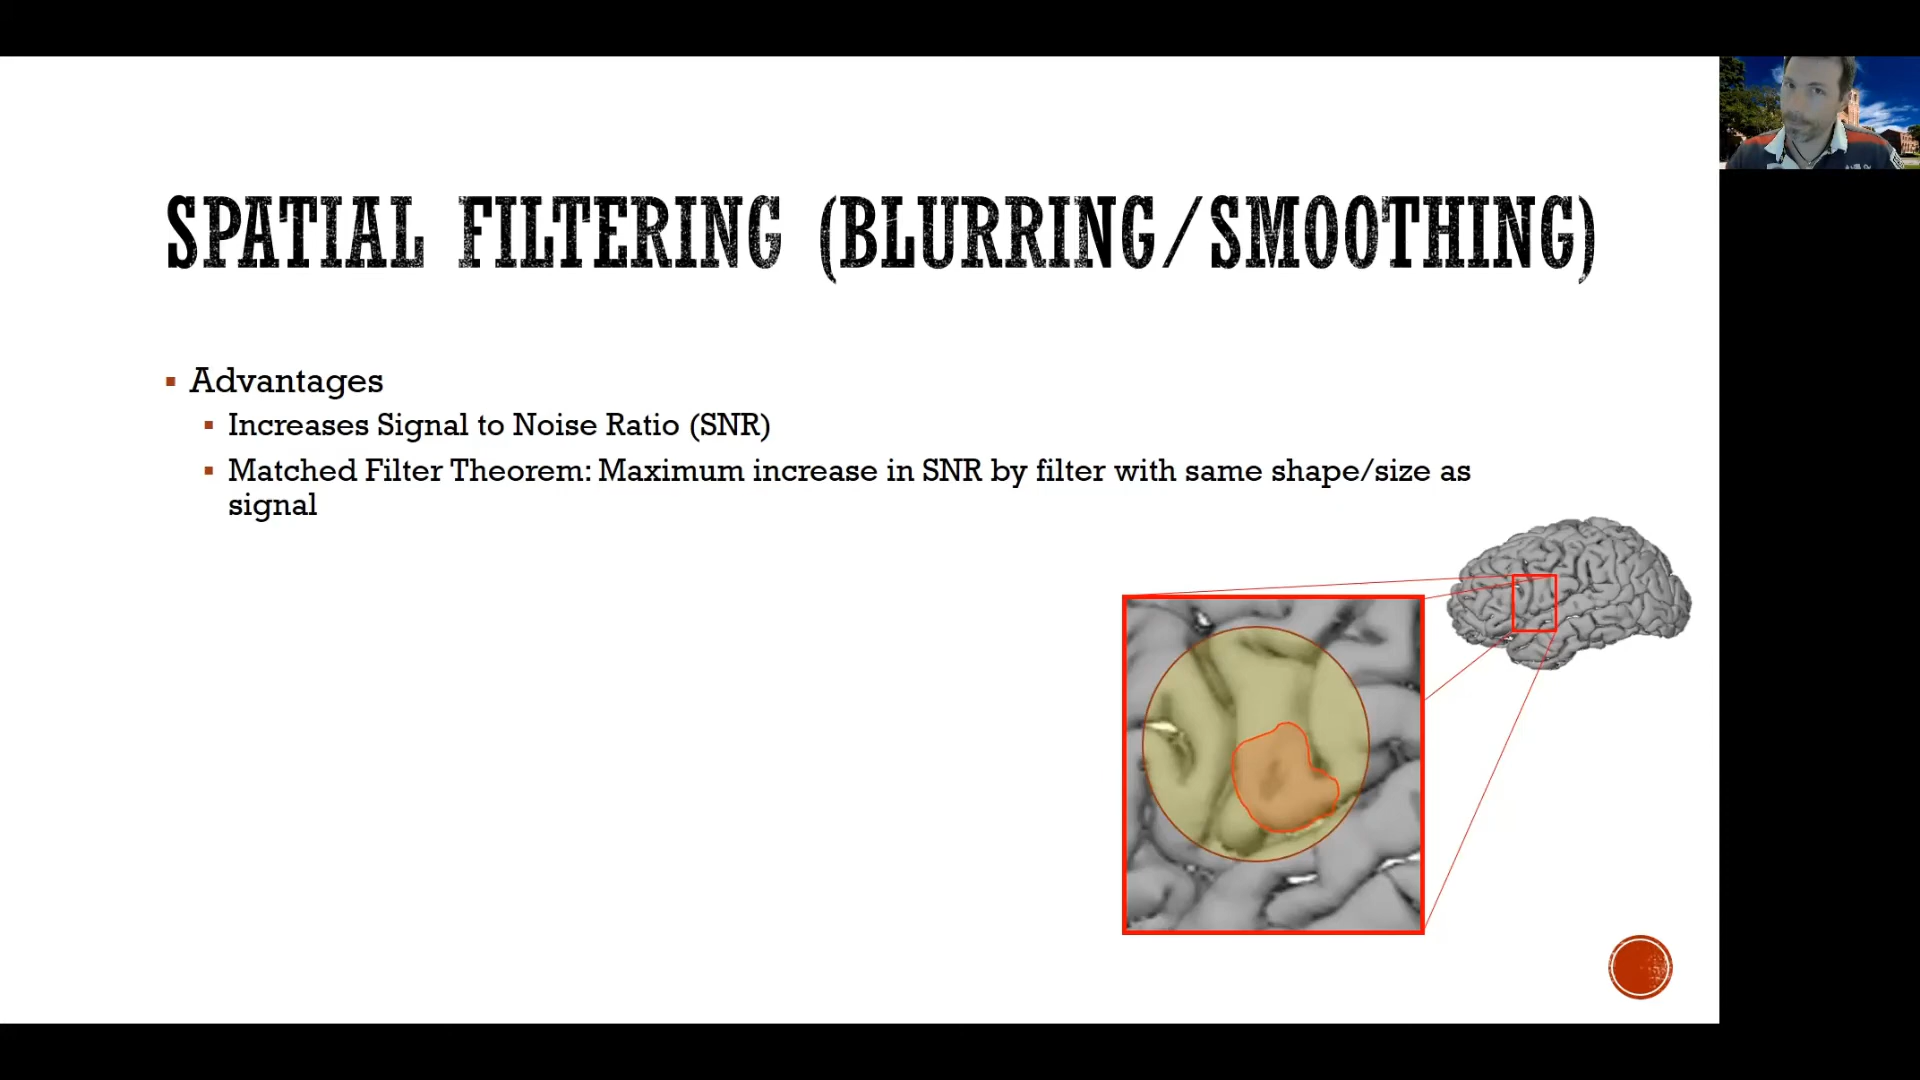 SPATIAL FILTERING (BLURRING/SMOOTHING)
Advantages
Increases Signal to Noise Ratio (SNR)
Matched Filter Theorem: Maximum increase in SNR by filter with same shape/size as
signal